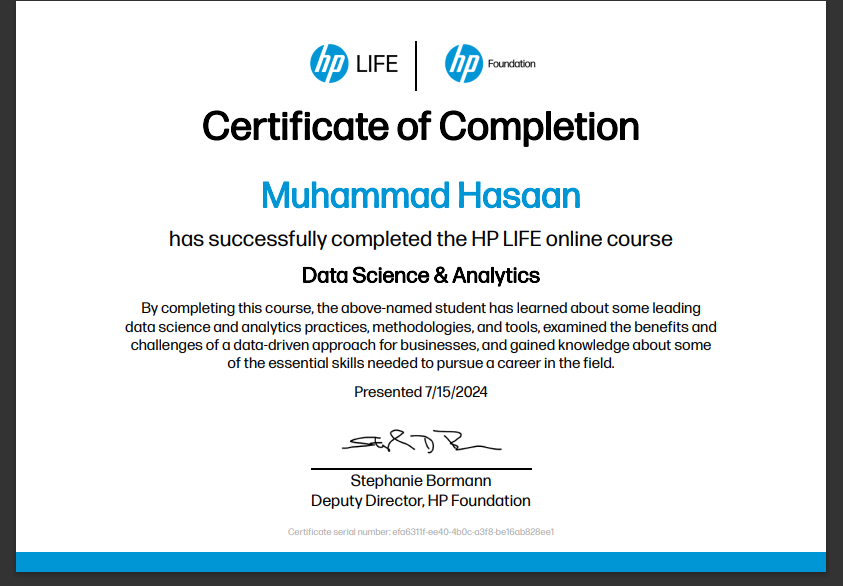 hp LIFE hp Foundation
Certificate of Completion
Muhammad Hasaan
has successfully completed the HP LIFE online course
Data Science & Analytics
By completing this course, the above-named student has learned about some leading
data science and analytics practices, methodologies, and tools, examined the benefits and
challenges of a data-driven approach for businesses, and gained knowledge about some
of the essential skills needed to pursue a career in the field.
Presented 7/15/2024
Stephanie Bormann
Deputy Director, HP Foundation
Certificate serial number: efa6311f-ee40-4b0c-a3f8-be16ab828ee1